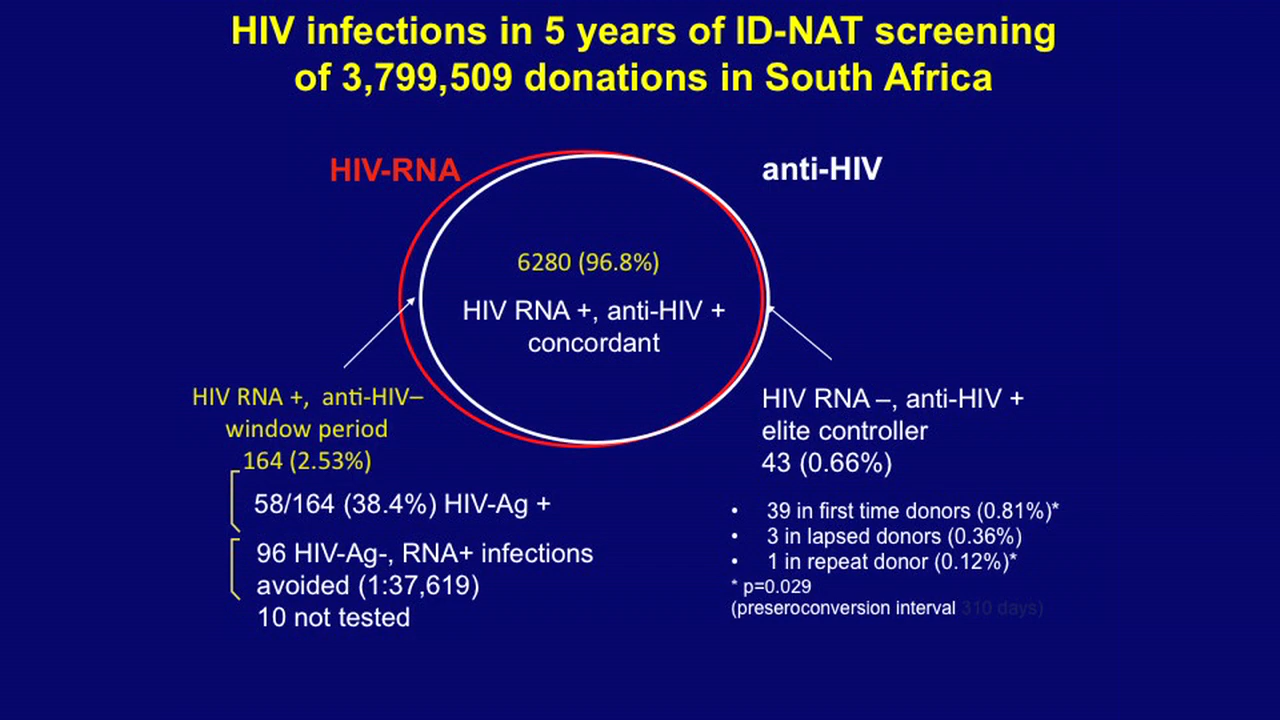 HIV infections in 5 years of ID-NAT screening
of 3,799,509 donations in South Africa
HIV-RNA
anti-HIV
6280 (96.8%)
HIV RNA +, anti-HIV +
concordant
HIV RNA +, anti-HIV–
window period
164 (2.53%)
58/164 (38.4%) HIV-Ag +
96 HIV-Ag-, RNA+ infections
avoided (1:37,619)
10 not tested
HIV RNA –, anti-HIV +
elite controller
43 (0.66%)
• 39 in first time donors (0.81%)*
• 3 in lapsed donors (0.36%)
• 1 in repeat donor (0.12%)*
* p=0.029
(preseroconversion interval 310 days)